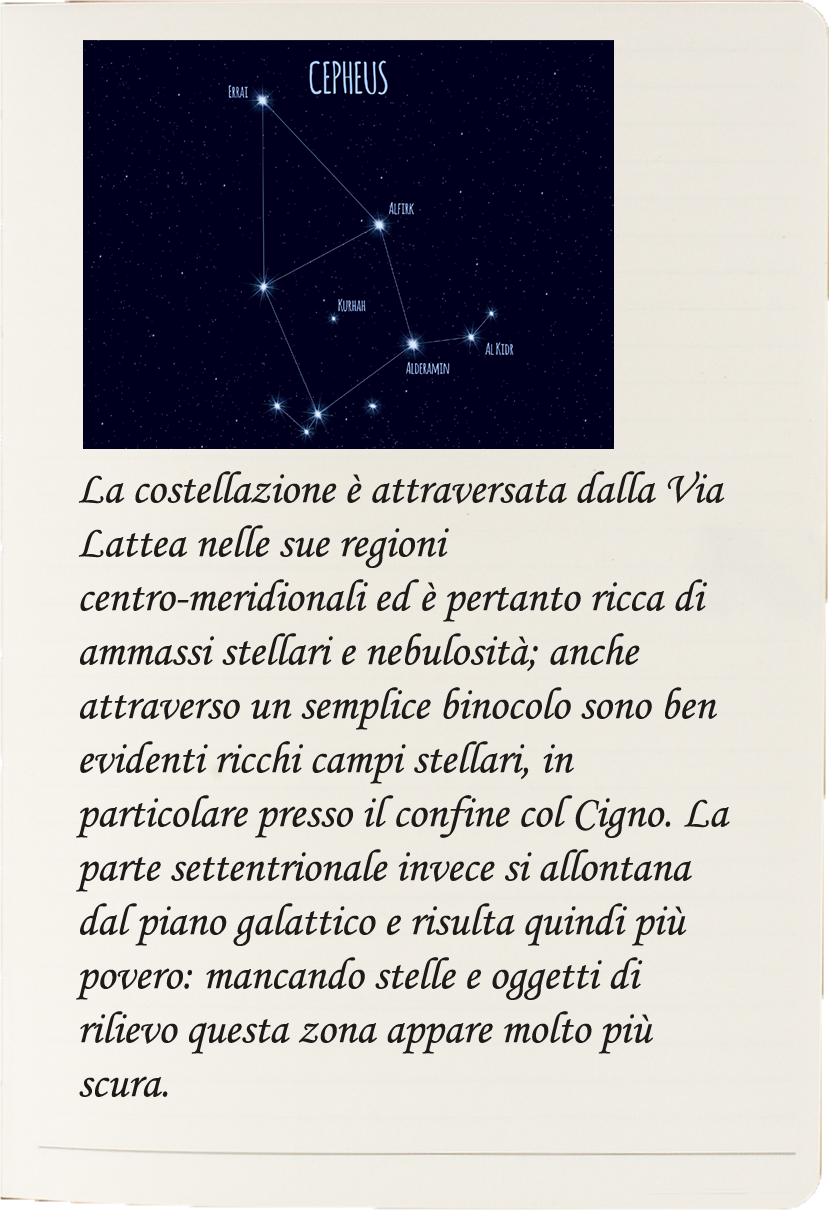 CEPHEUS
ERRAI
ALFIRK
KURHAH
ALDERAMIN
AL KIDR
La costellazione è attraversata dalla Via
Lattea nelle sue regioni
centro-meridionali ed è pertanto ricca di
ammassi stellari e nebulosità; anche
attraverso un semplice binocolo sono ben
evidenti ricchi campi stellari, in
particolare presso il confine col Cigno. La
parte settentrionale invece si allontana
dal piano galattico e risulta quindi più
povero: mancando stelle e oggetti di
rilievo questa zona appare molto più
scura.